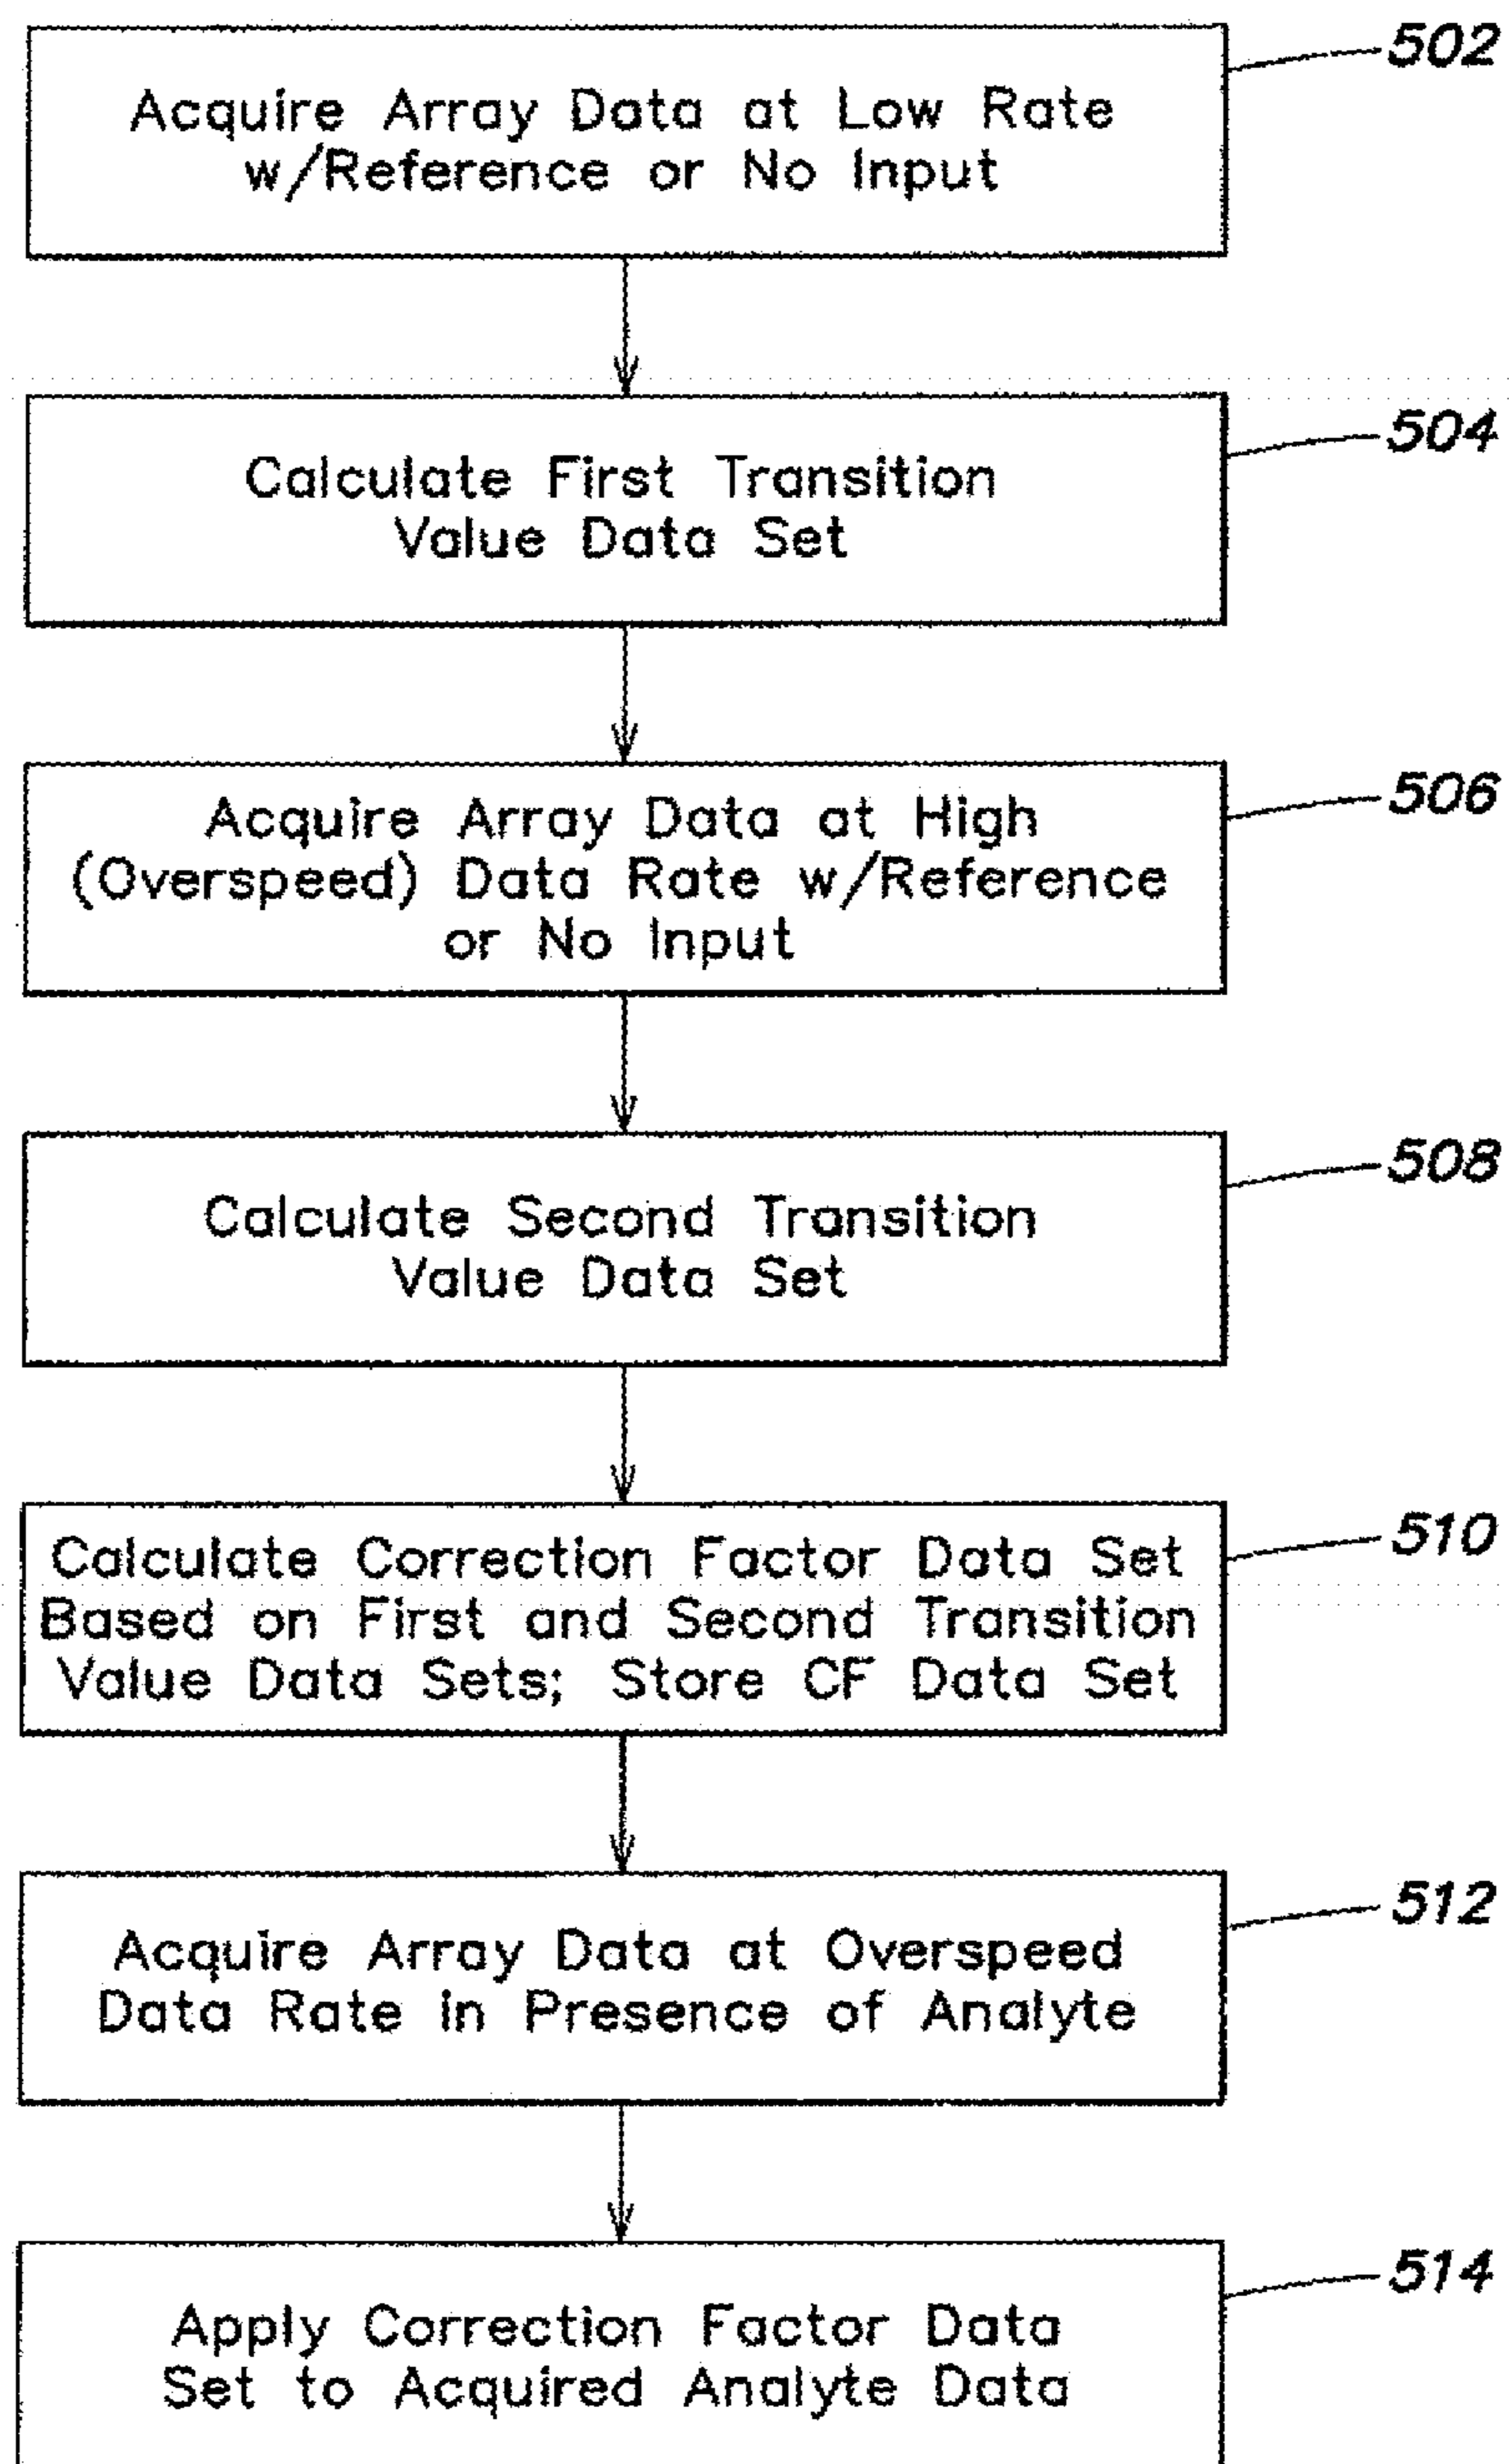 502
Acquire Array Data at Low Rate
w/Reference or No Input
504
Calculate First Transition
Value Data Set
506
Acquire Array Data at High
(Overspeed) Data Rate w/Reference
or No Input
508
Calculate Second Transition
Value Data Set
510
Calculate Correction Factor Data Set
Based on First and Second Transition
Value Data Sets; Store CF Data Set
512
Acquire Array Data at Overspeed
Data Rate in Presence of Analyte
514
Apply Correction Factor Data
Set to Acquired Analyte Data